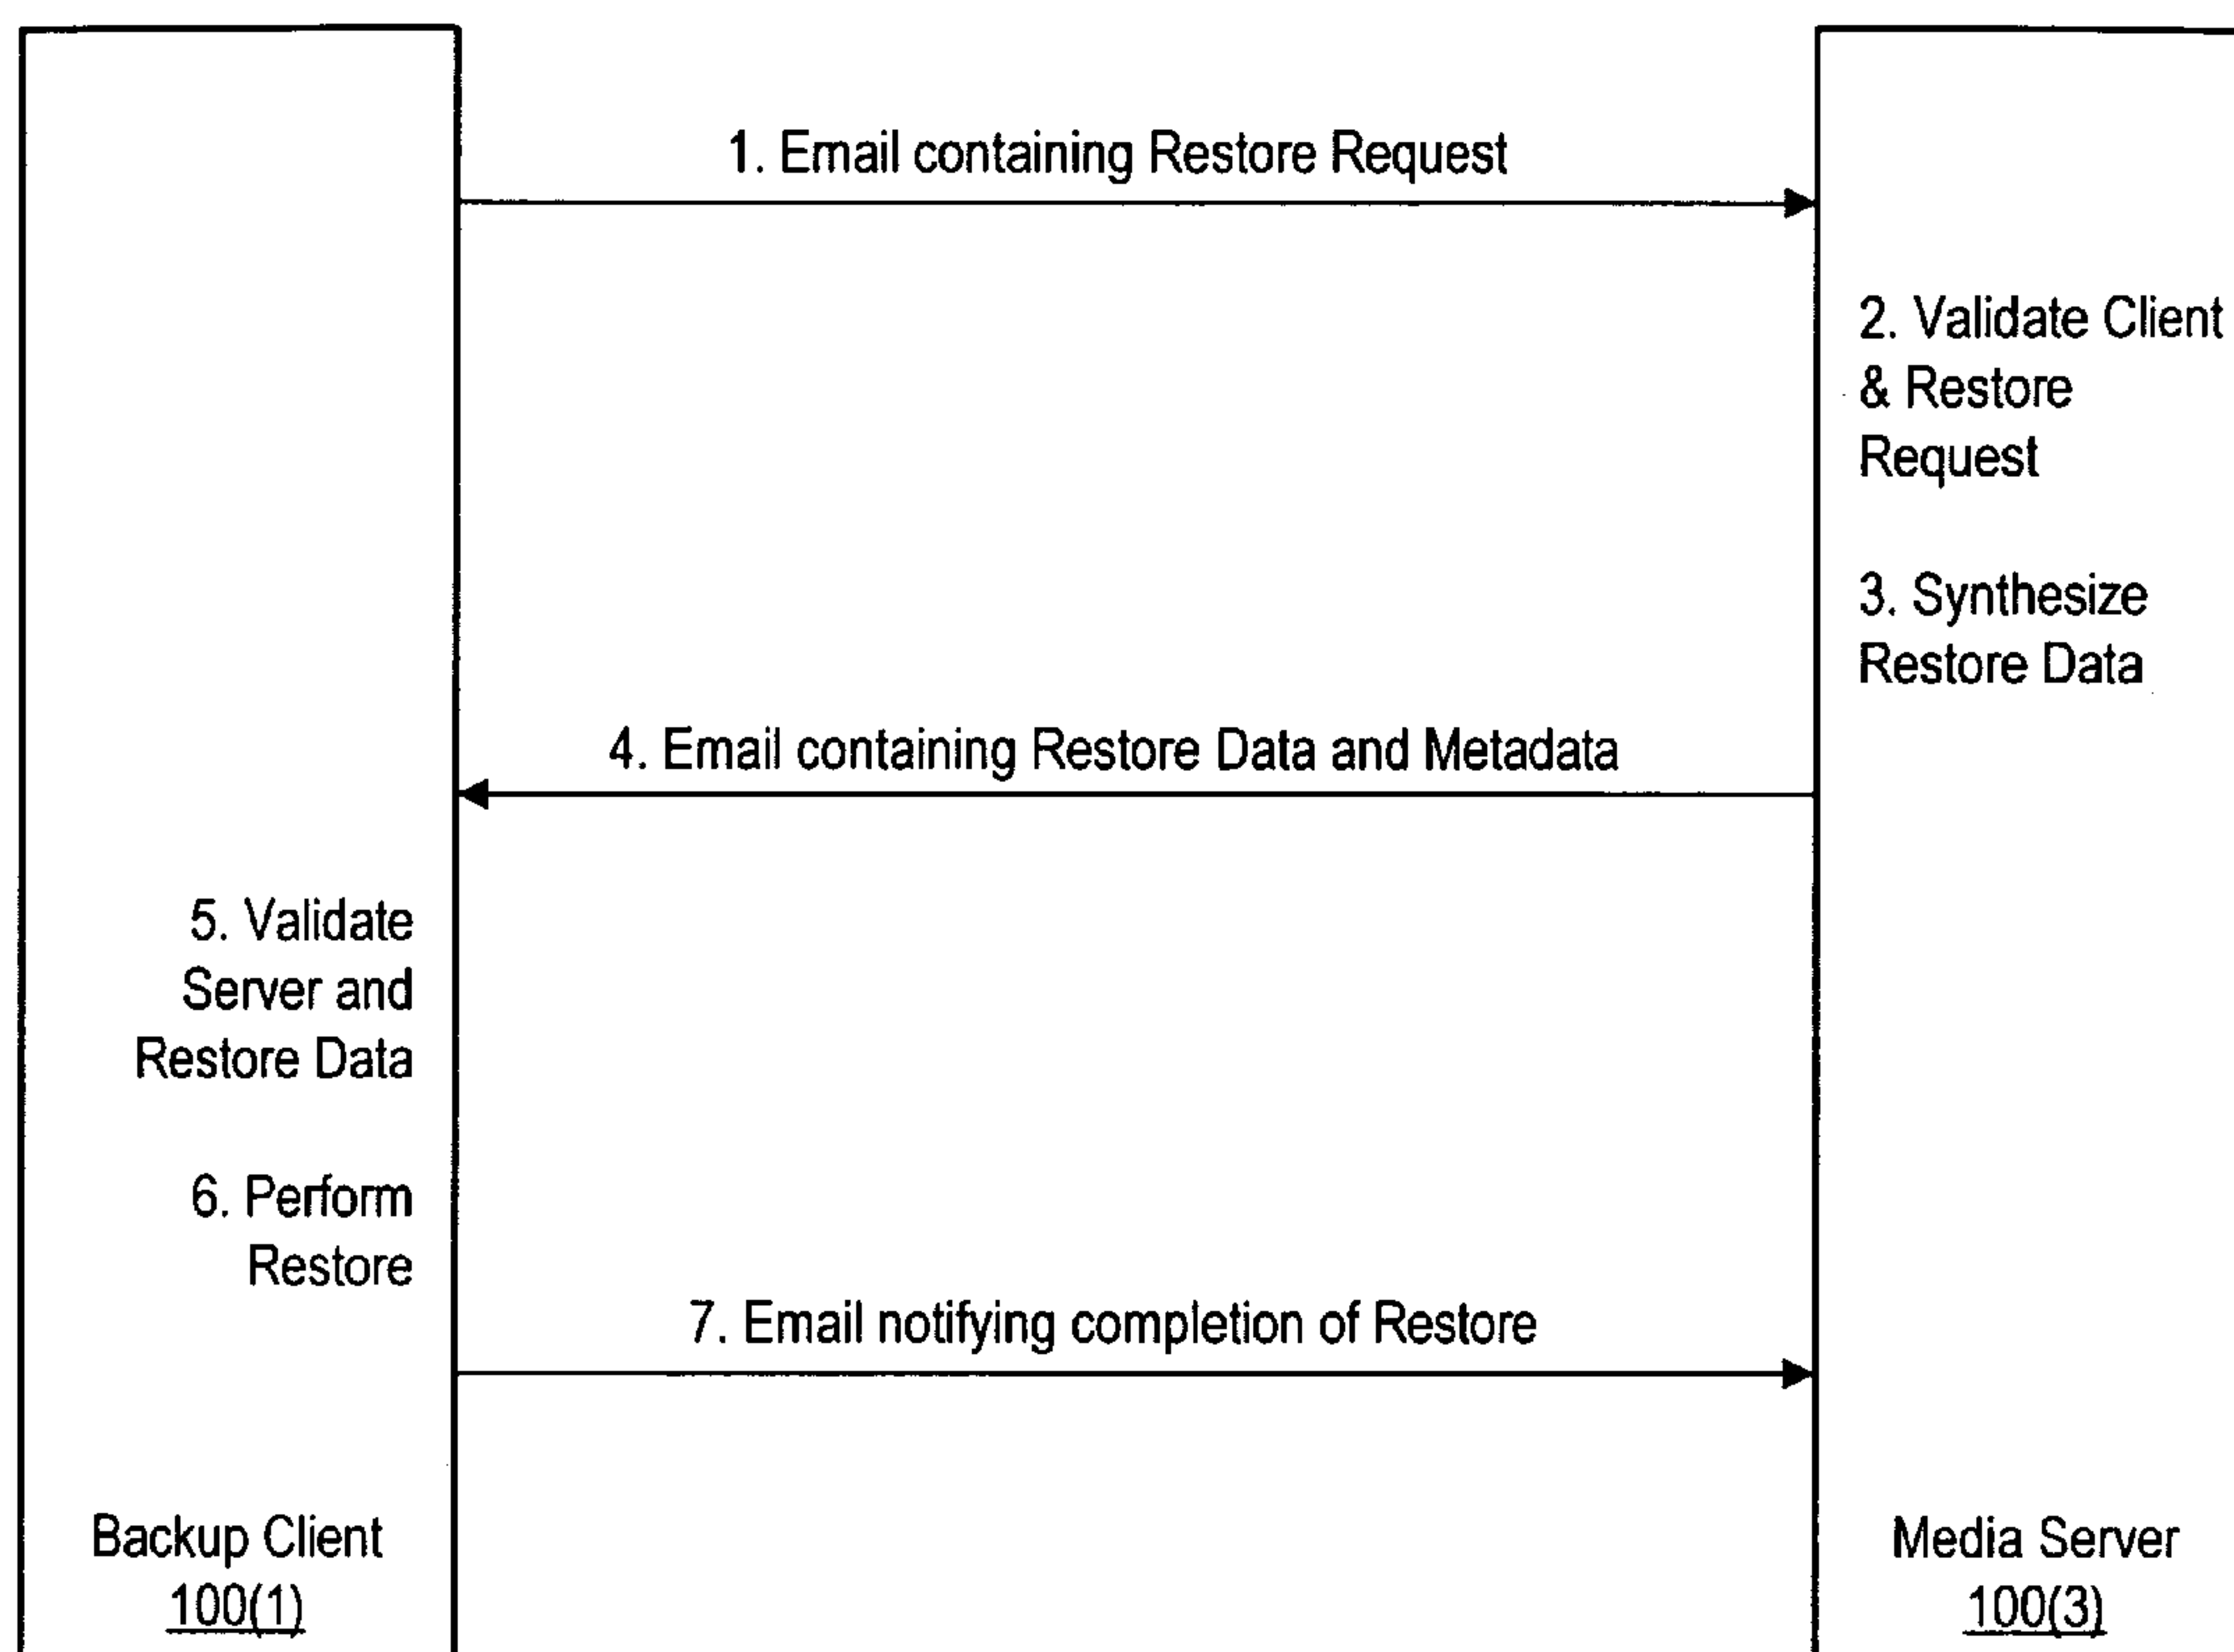 1. Email containing Restore Request
2. Validate Client
& Restore
Request
3. Synthesize
Restore Data
4. Email containing Restore Data and Metadata
5. Validate
Server and
Restore Data
6. Perform
Restore
7. Email notifying completion of Restore
Backup Client
100(1)
Media Server
100(3)